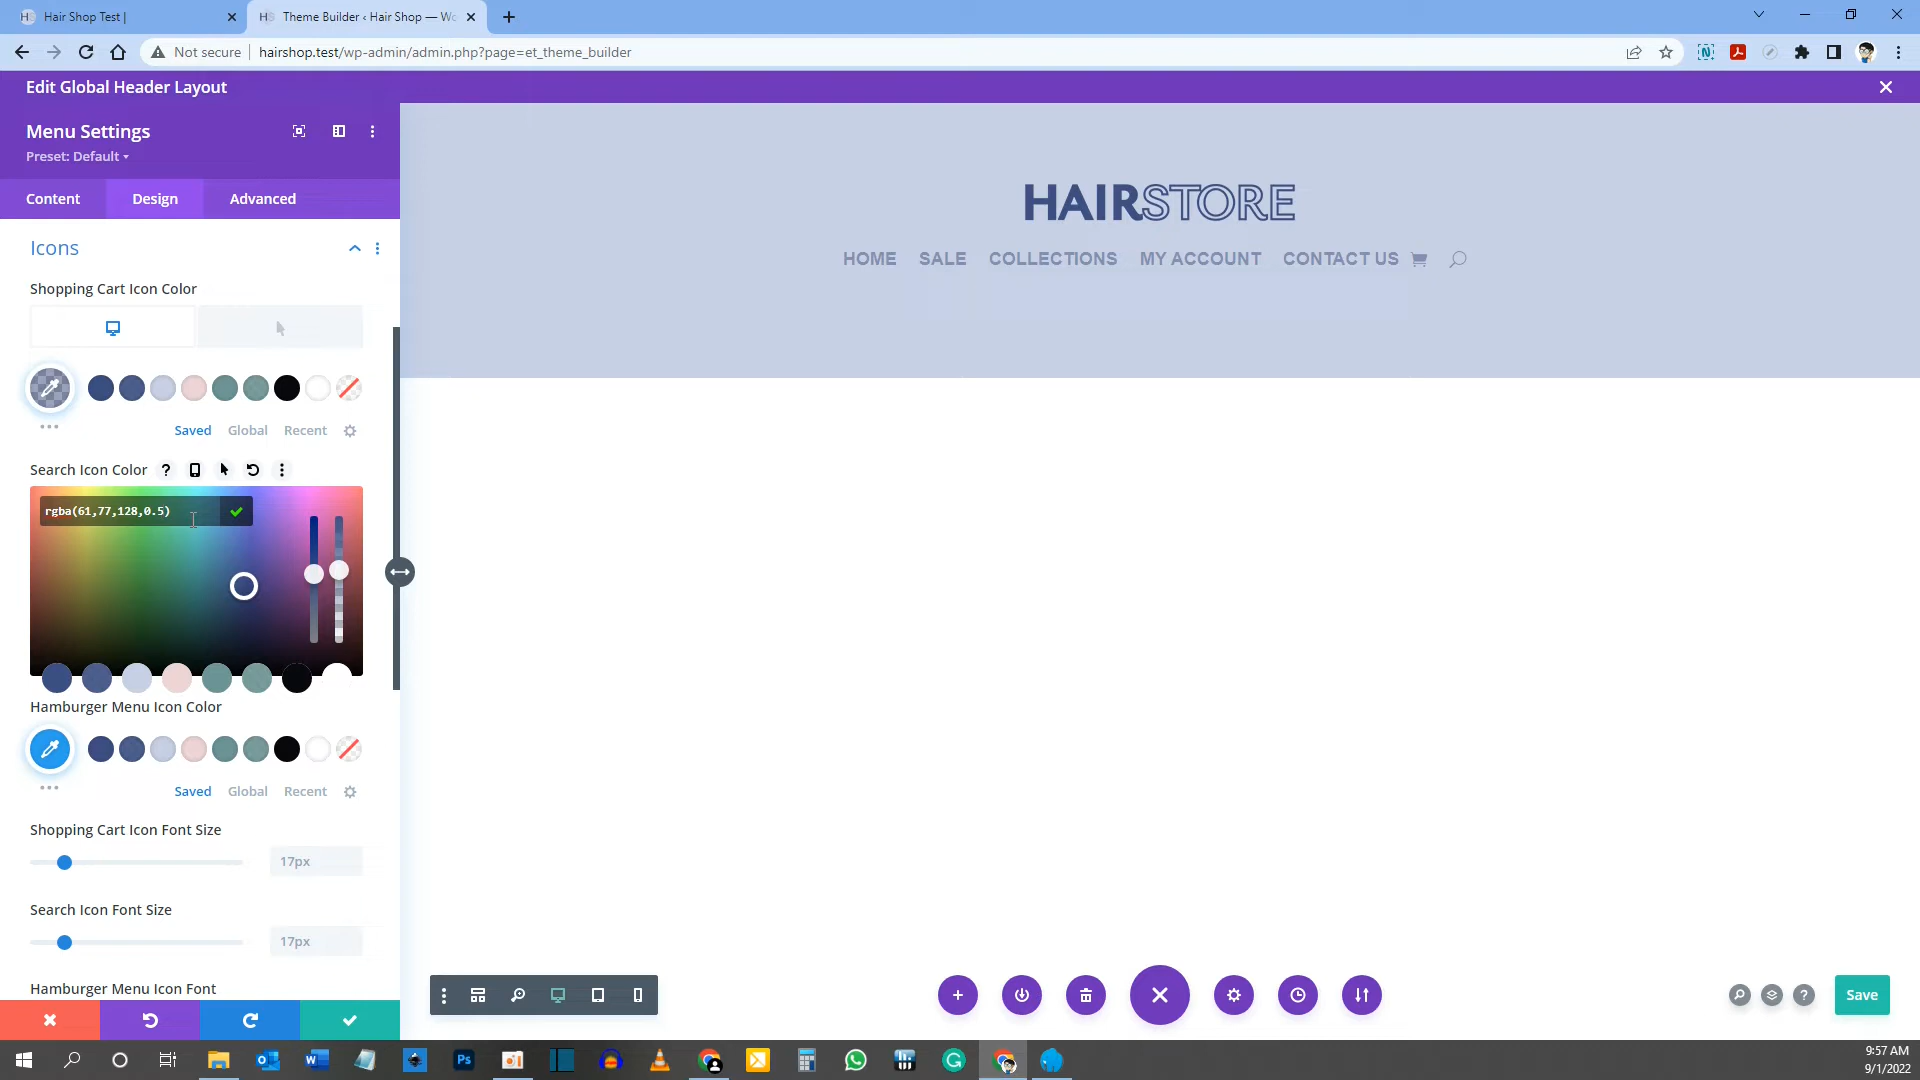 Hair Shop Test |
Theme Builder ‹ Hair Shop — Wo
Not secure
hairshop.test/wp-admin/admin.php?page=et_theme_builder
Edit Global Header Layout
Menu Settings
Preset: Default
Content
Design
Advanced
Icons
Shopping Cart Icon Color
Saved
Global
Recent
Search Icon Color
?
rgba(61,77,128,0.5)
Hamburger Menu Icon Color
Saved
Global
Recent
Shopping Cart Icon Font Size
17px
Search Icon Font Size
17px
Hamburger Menu Icon Font
HAIRSTORE
HOME SALE COLLECTIONS MY ACCOUNT CONTACT US
?
Save
Ps
9:57 AM
9/1/2022